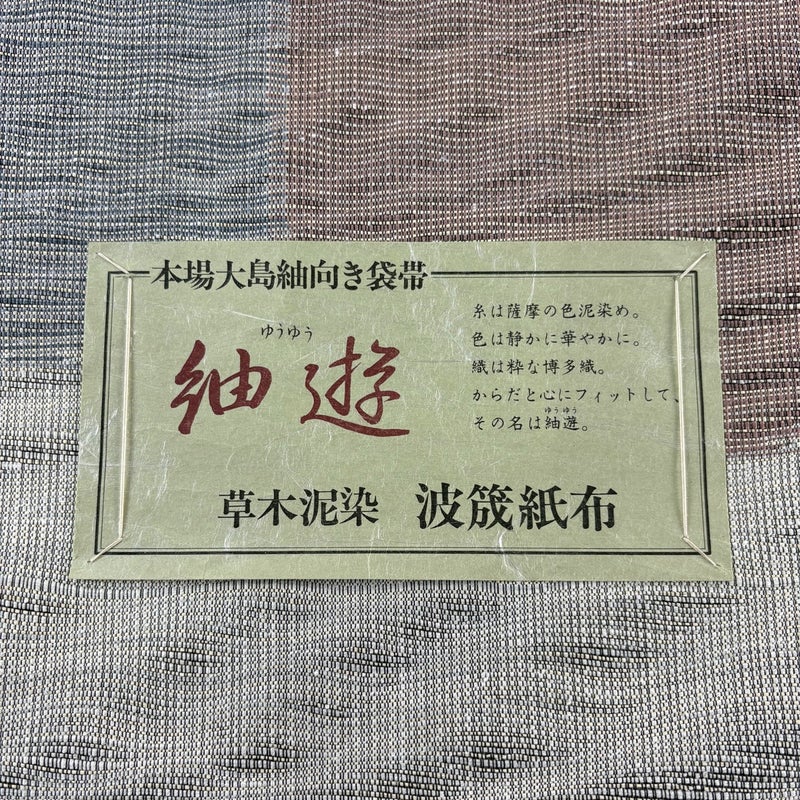 本場大島紬向き袋帯
ゆうゆう
紬遊
糸は薩摩の色泥染め。
色は静かに華やかに。
織は粋な博多織。
からだと心にフィットして、
ゆうゆう
その名は紬遊。
草木泥染 波筬紙布